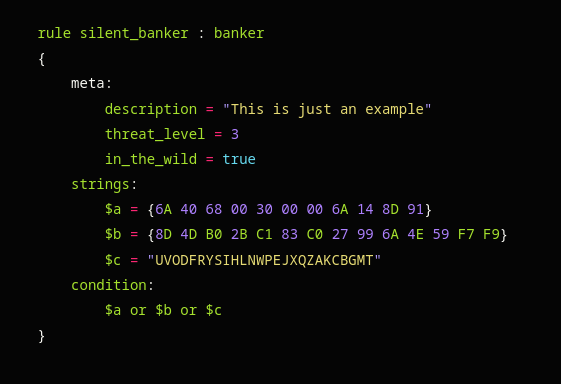 rule silent_banker : banker
{
meta:
description = "This is just an example"
threat_level = 3
in_the_wild = true
strings:
$a = {6A 40 68 00 30 00 00 6A 14 8D 91}
$b = {8D 4D B0 2B C1 83 C0 27 99 6A 4E 59 F7 F9}
$c = "UVODFRYSIHLNWPEJXQZAKCBGMT"
condition:
$a or $b or $c
}